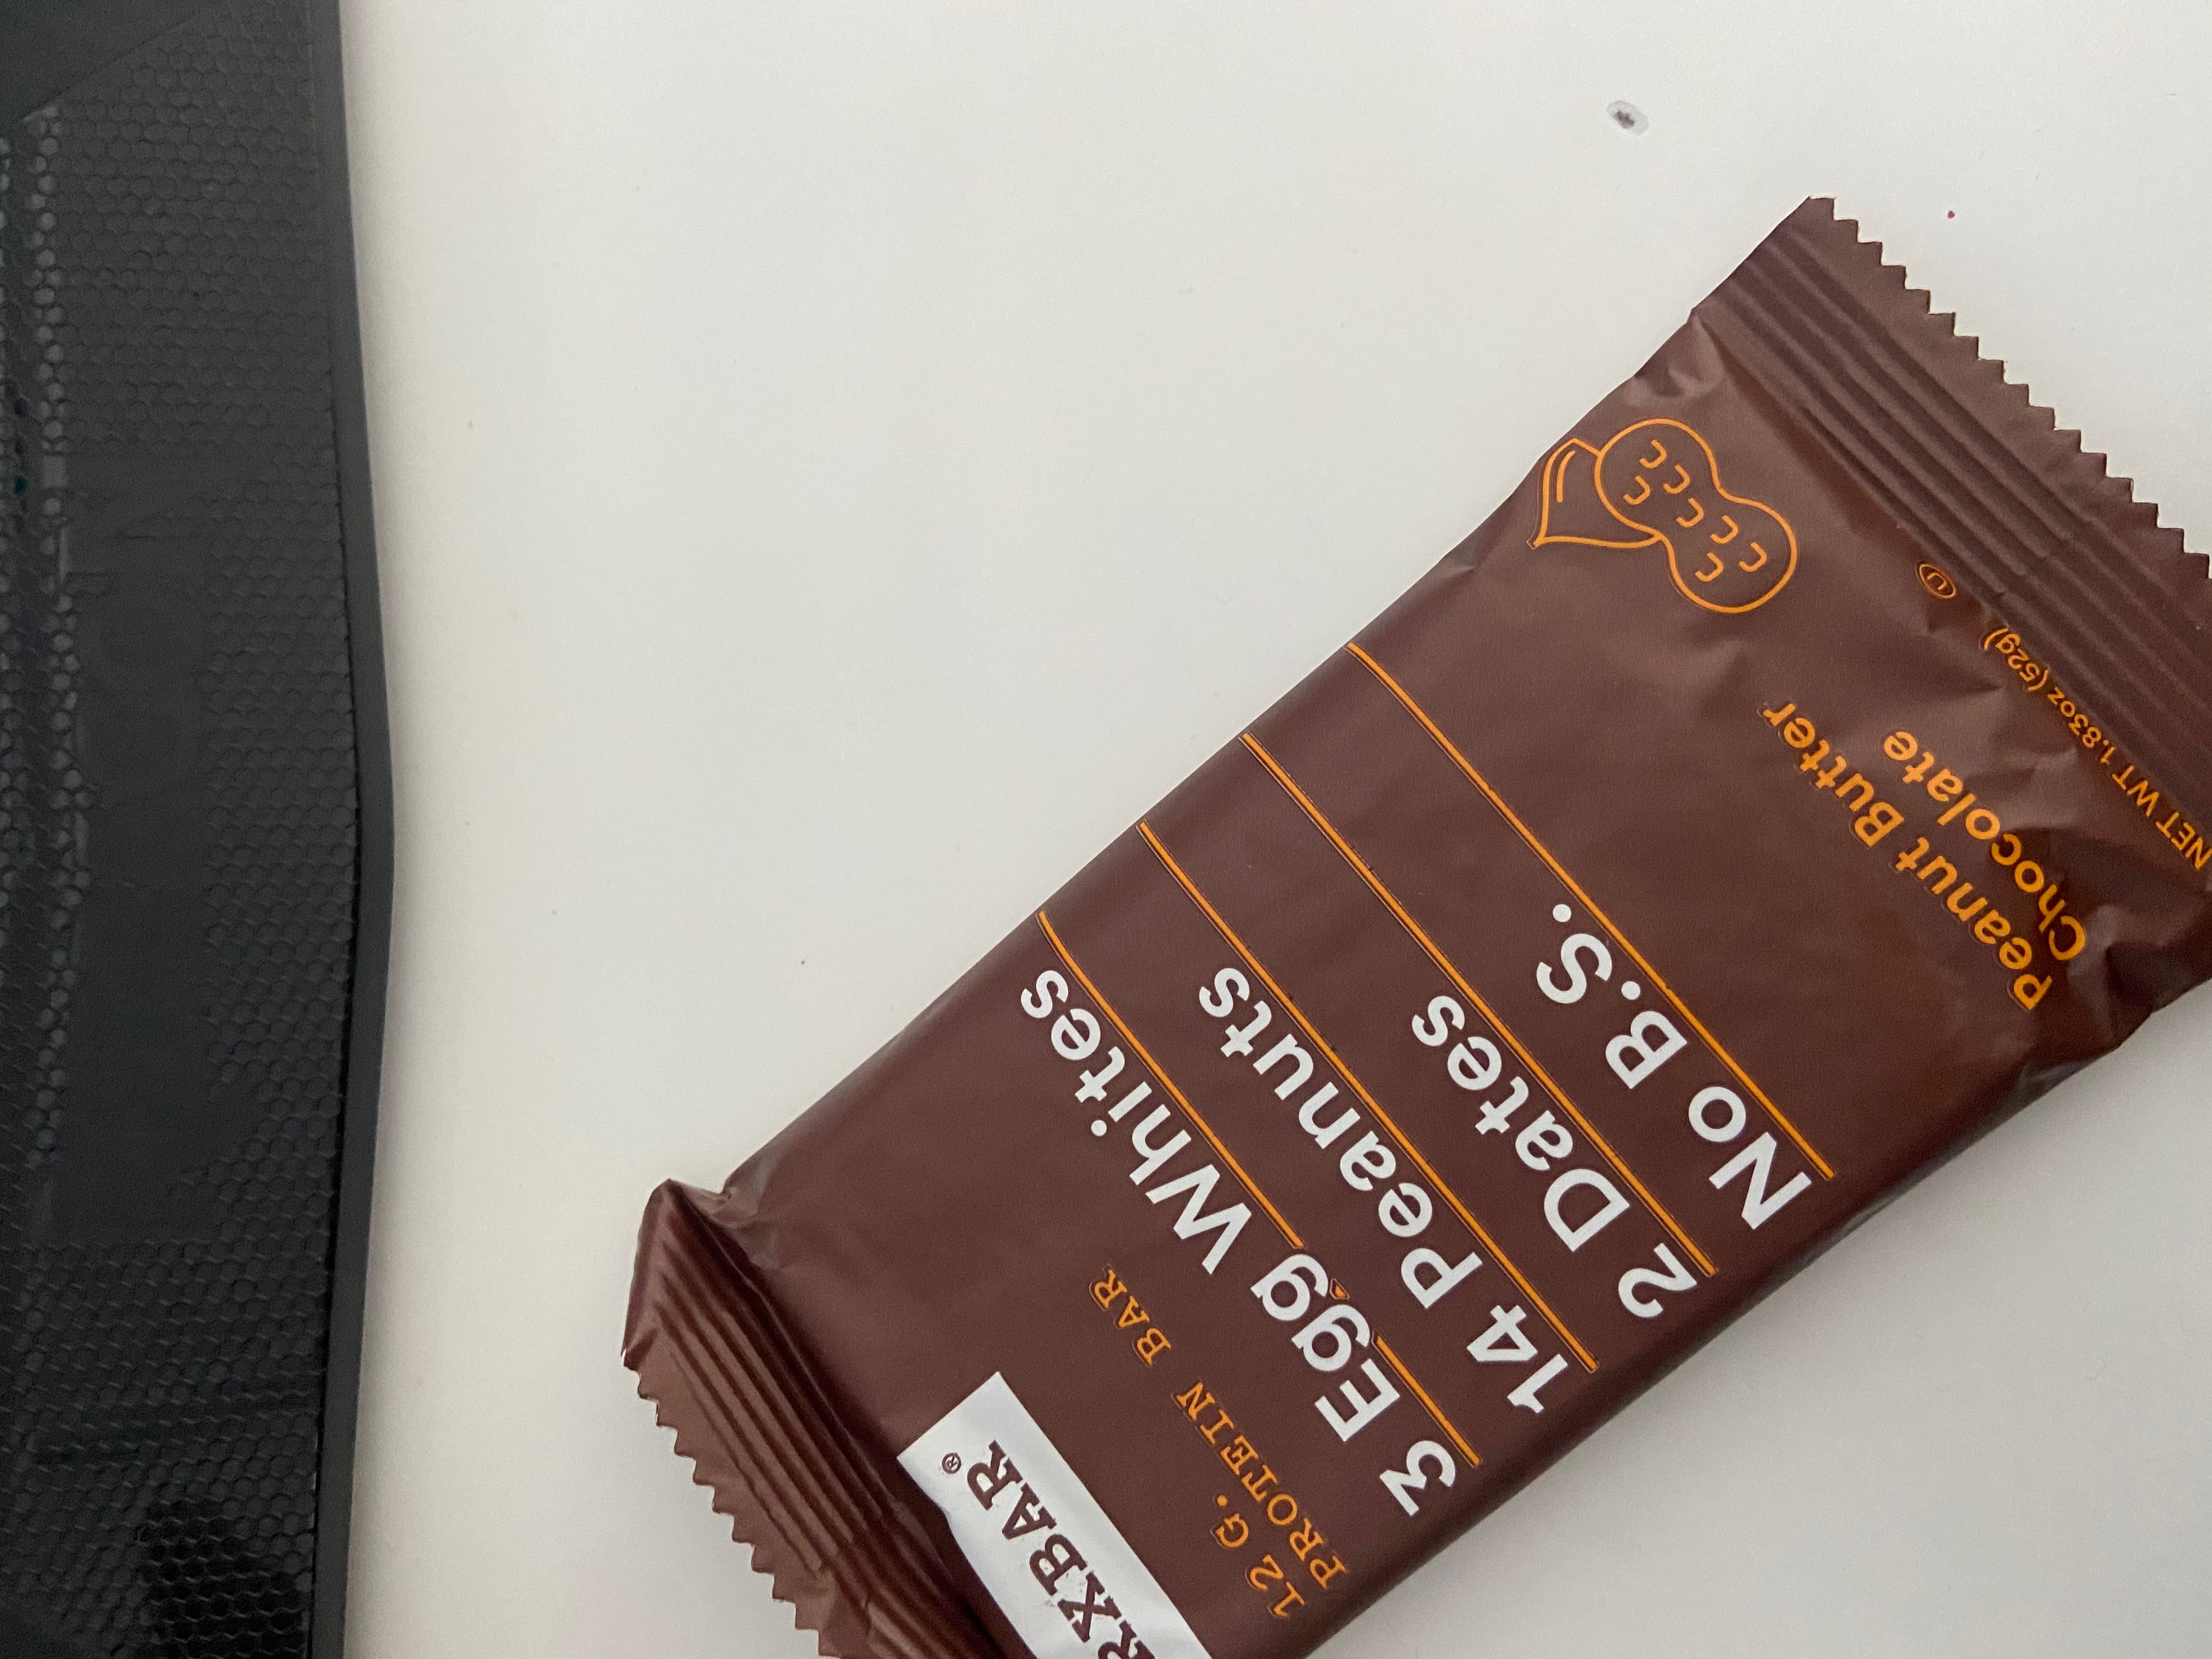 RXBAR®
12 G.
PROTEIN BAR
3 Egg Whites
14 Peanuts
2 Dates
No B.S.
Peanut Butter
Chocolate
U
NET WT 1.83oz (52g)